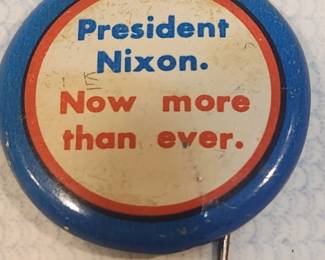 President
Nixon.
Now more
than ever.